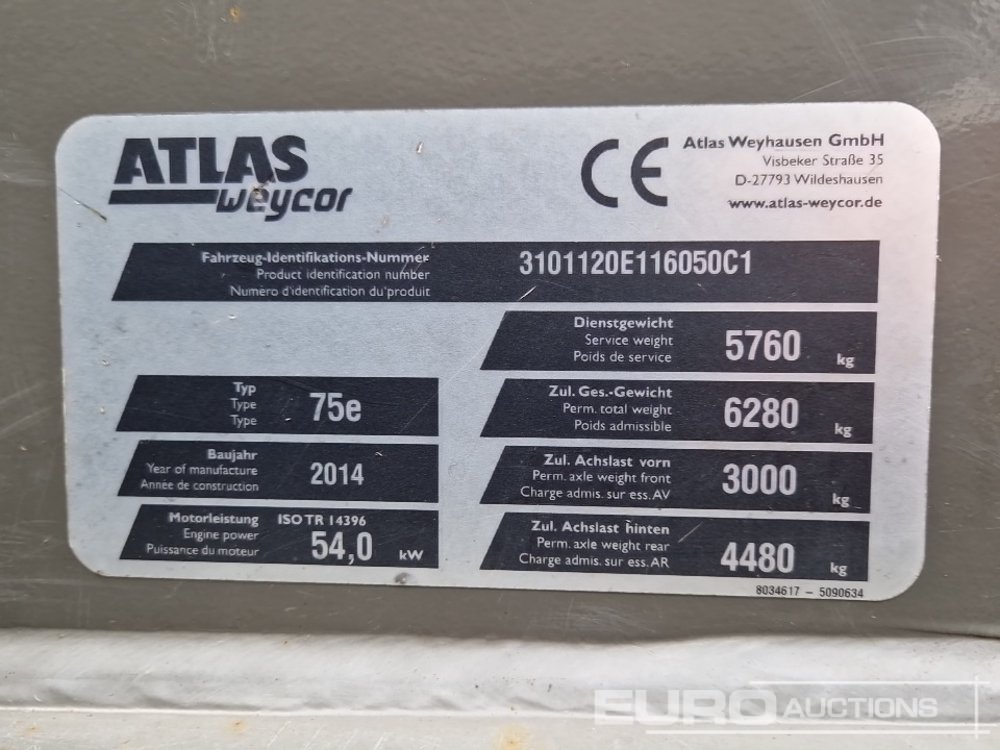 ATLAS
weycor
CE
Atlas Weyhausen GmbH
Visbeker Straße 35
D-27793 Wildeshausen
www.atlas-weycor.de
Fahrzeug-Identifikations-Nummer
Product identification number
Numéro d'identification du produit
3101120E116050C1
Dienstgewicht
Service weight
Poids de service
5760 kg
Typ
Type
Type
75e
Zul. Ges.-Gewicht
Perm. total weight
Poids admissible
6280 kg
Baujahr
Year of manufacture
Année de construction
2014
Zul. Achslast vorn
Perm. axle weight front
Charge admis. sur ess. AV
3000 kg
Motorleistung ISO TR 14396
Engine power
Puissance du moteur
54,0 kW
Zul. Achslast hinten
Perm. axle weight rear
Charge admis. sur ess. AR
4480 kg
8034617 - 5090634
EURO AUCTIONS